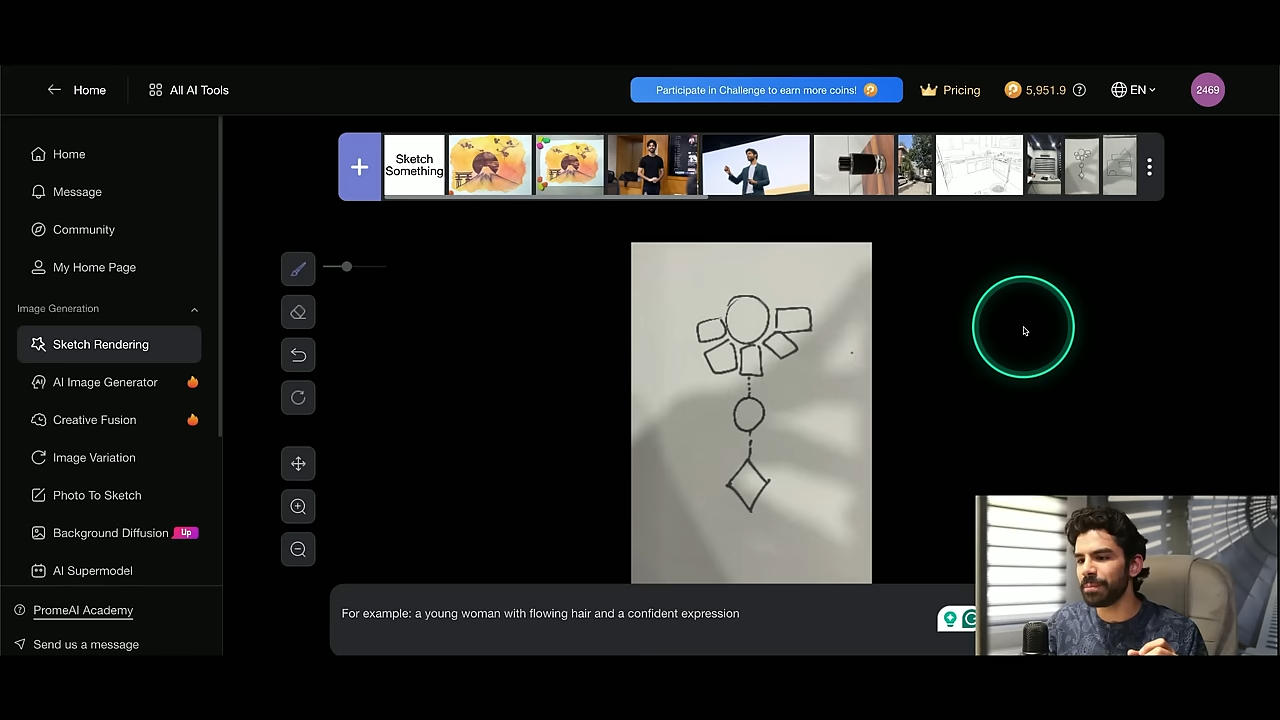 Home
All AI Tools
Participate in Challenge to earn more coins!
Pricing
5,951.9
EN
2469
Home
Message
Community
My Home Page
Image Generation
Sketch Rendering
AI Image Generator
Creative Fusion
Image Variation
Photo To Sketch
Background Diffusion Up
AI Supermodel
PromeAI Academy
Send us a message
Sketch
Something
For example: a young woman with flowing hair and a confident expression